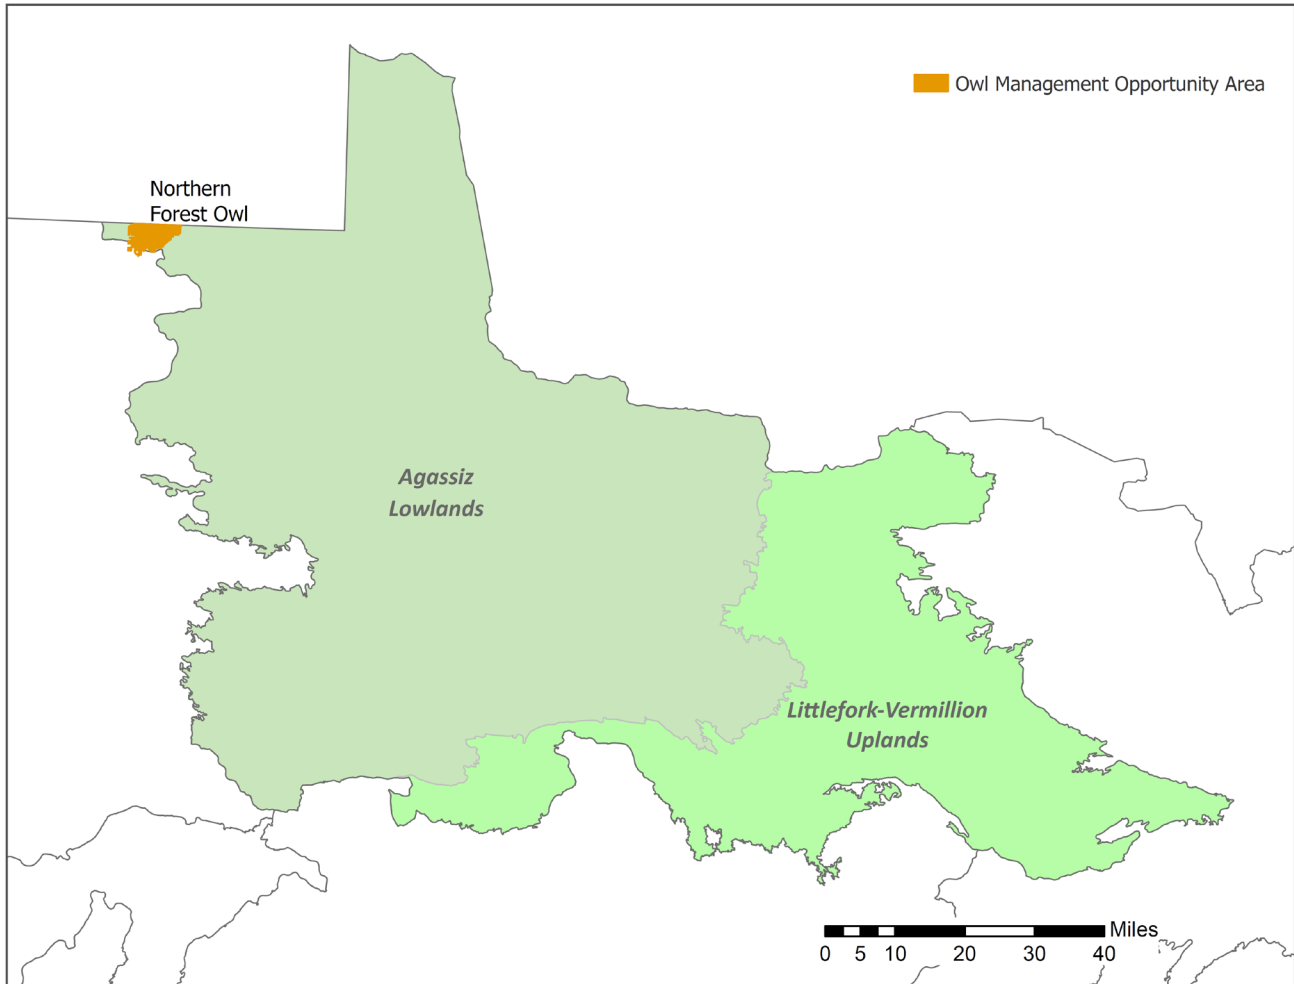 Owl Management Opportunity Area
Northern
Forest Owl
Agassiz
Lowlands
Littlefork-Vermillion
Uplands
Miles
0 5 10 20 30 40